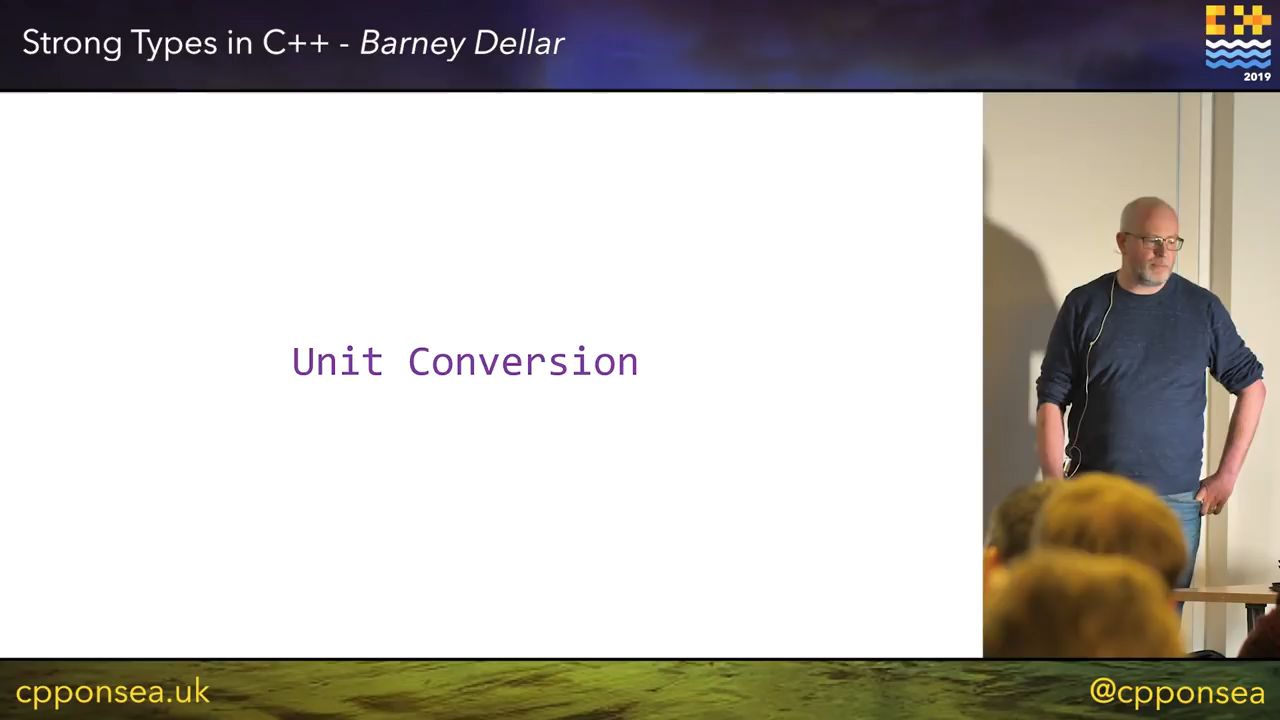 Strong Types in C++ - Barney Dellar
2019
Unit Conversion
cpponsea.uk
@cpponsea